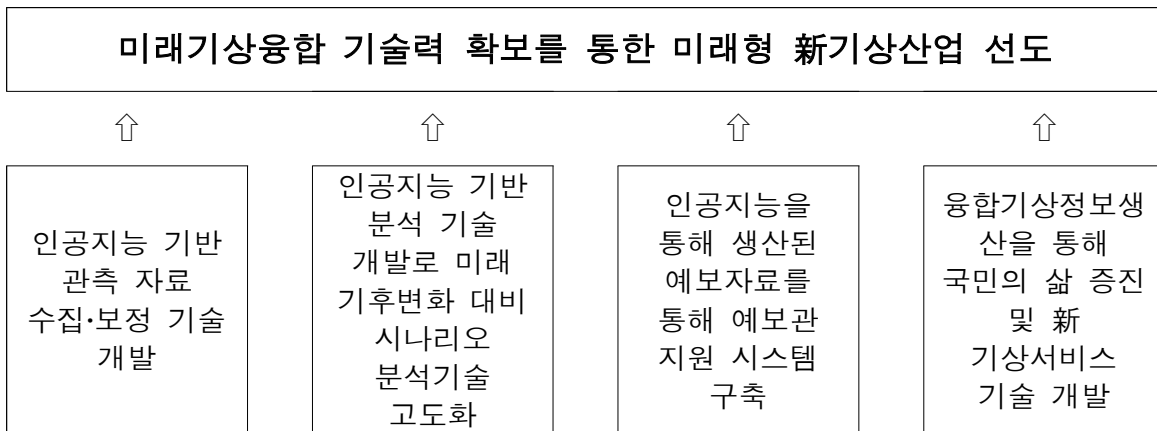 미래기상융합 기술력 확보를 통한 미래형 新기상산업 선도
⇧ ⇧ ⇧ ⇧
인공지능 기반
관측 자료
수집·보정 기술
개발
인공지능 기반
분석 기술
개발로 미래
기후변화 대비
시나리오
분석기술
고도화
인공지능을
통해 생산된
예보자료를
통해 예보관
지원 시스템
구축
융합기상정보생
산을 통해
국민의 삶 증진
및 新
기상서비스
기술 개발